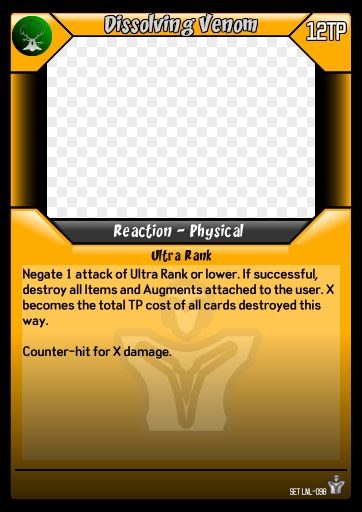 Dissolving Venom
12TP
Reaction - Physical
Ultra Rank
Negate 1 attack of Ultra Rank or lower. If successful,
destroy all Items and Augments attached to the user. X
becomes the total TP cost of all cards destroyed this
way.
Counter-hit for X damage.
SET LNL-098